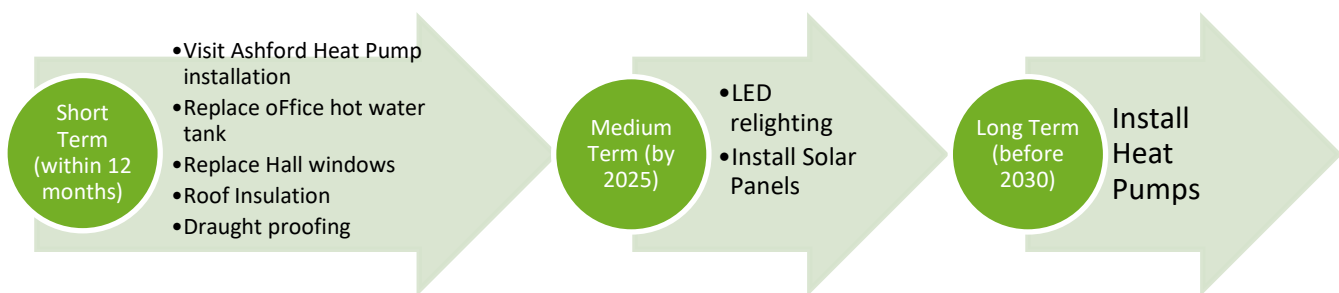 Short
Term
(within 12
months)
•Visit Ashford Heat Pump
installation
•Replace oFfice hot water
tank
•Replace Hall windows
•Roof Insulation
•Draught proofing
Medium
Term (by
2025)
•LED
relighting
•Install Solar
Panels
Long Term
(before
2030)
Install
Heat
Pumps